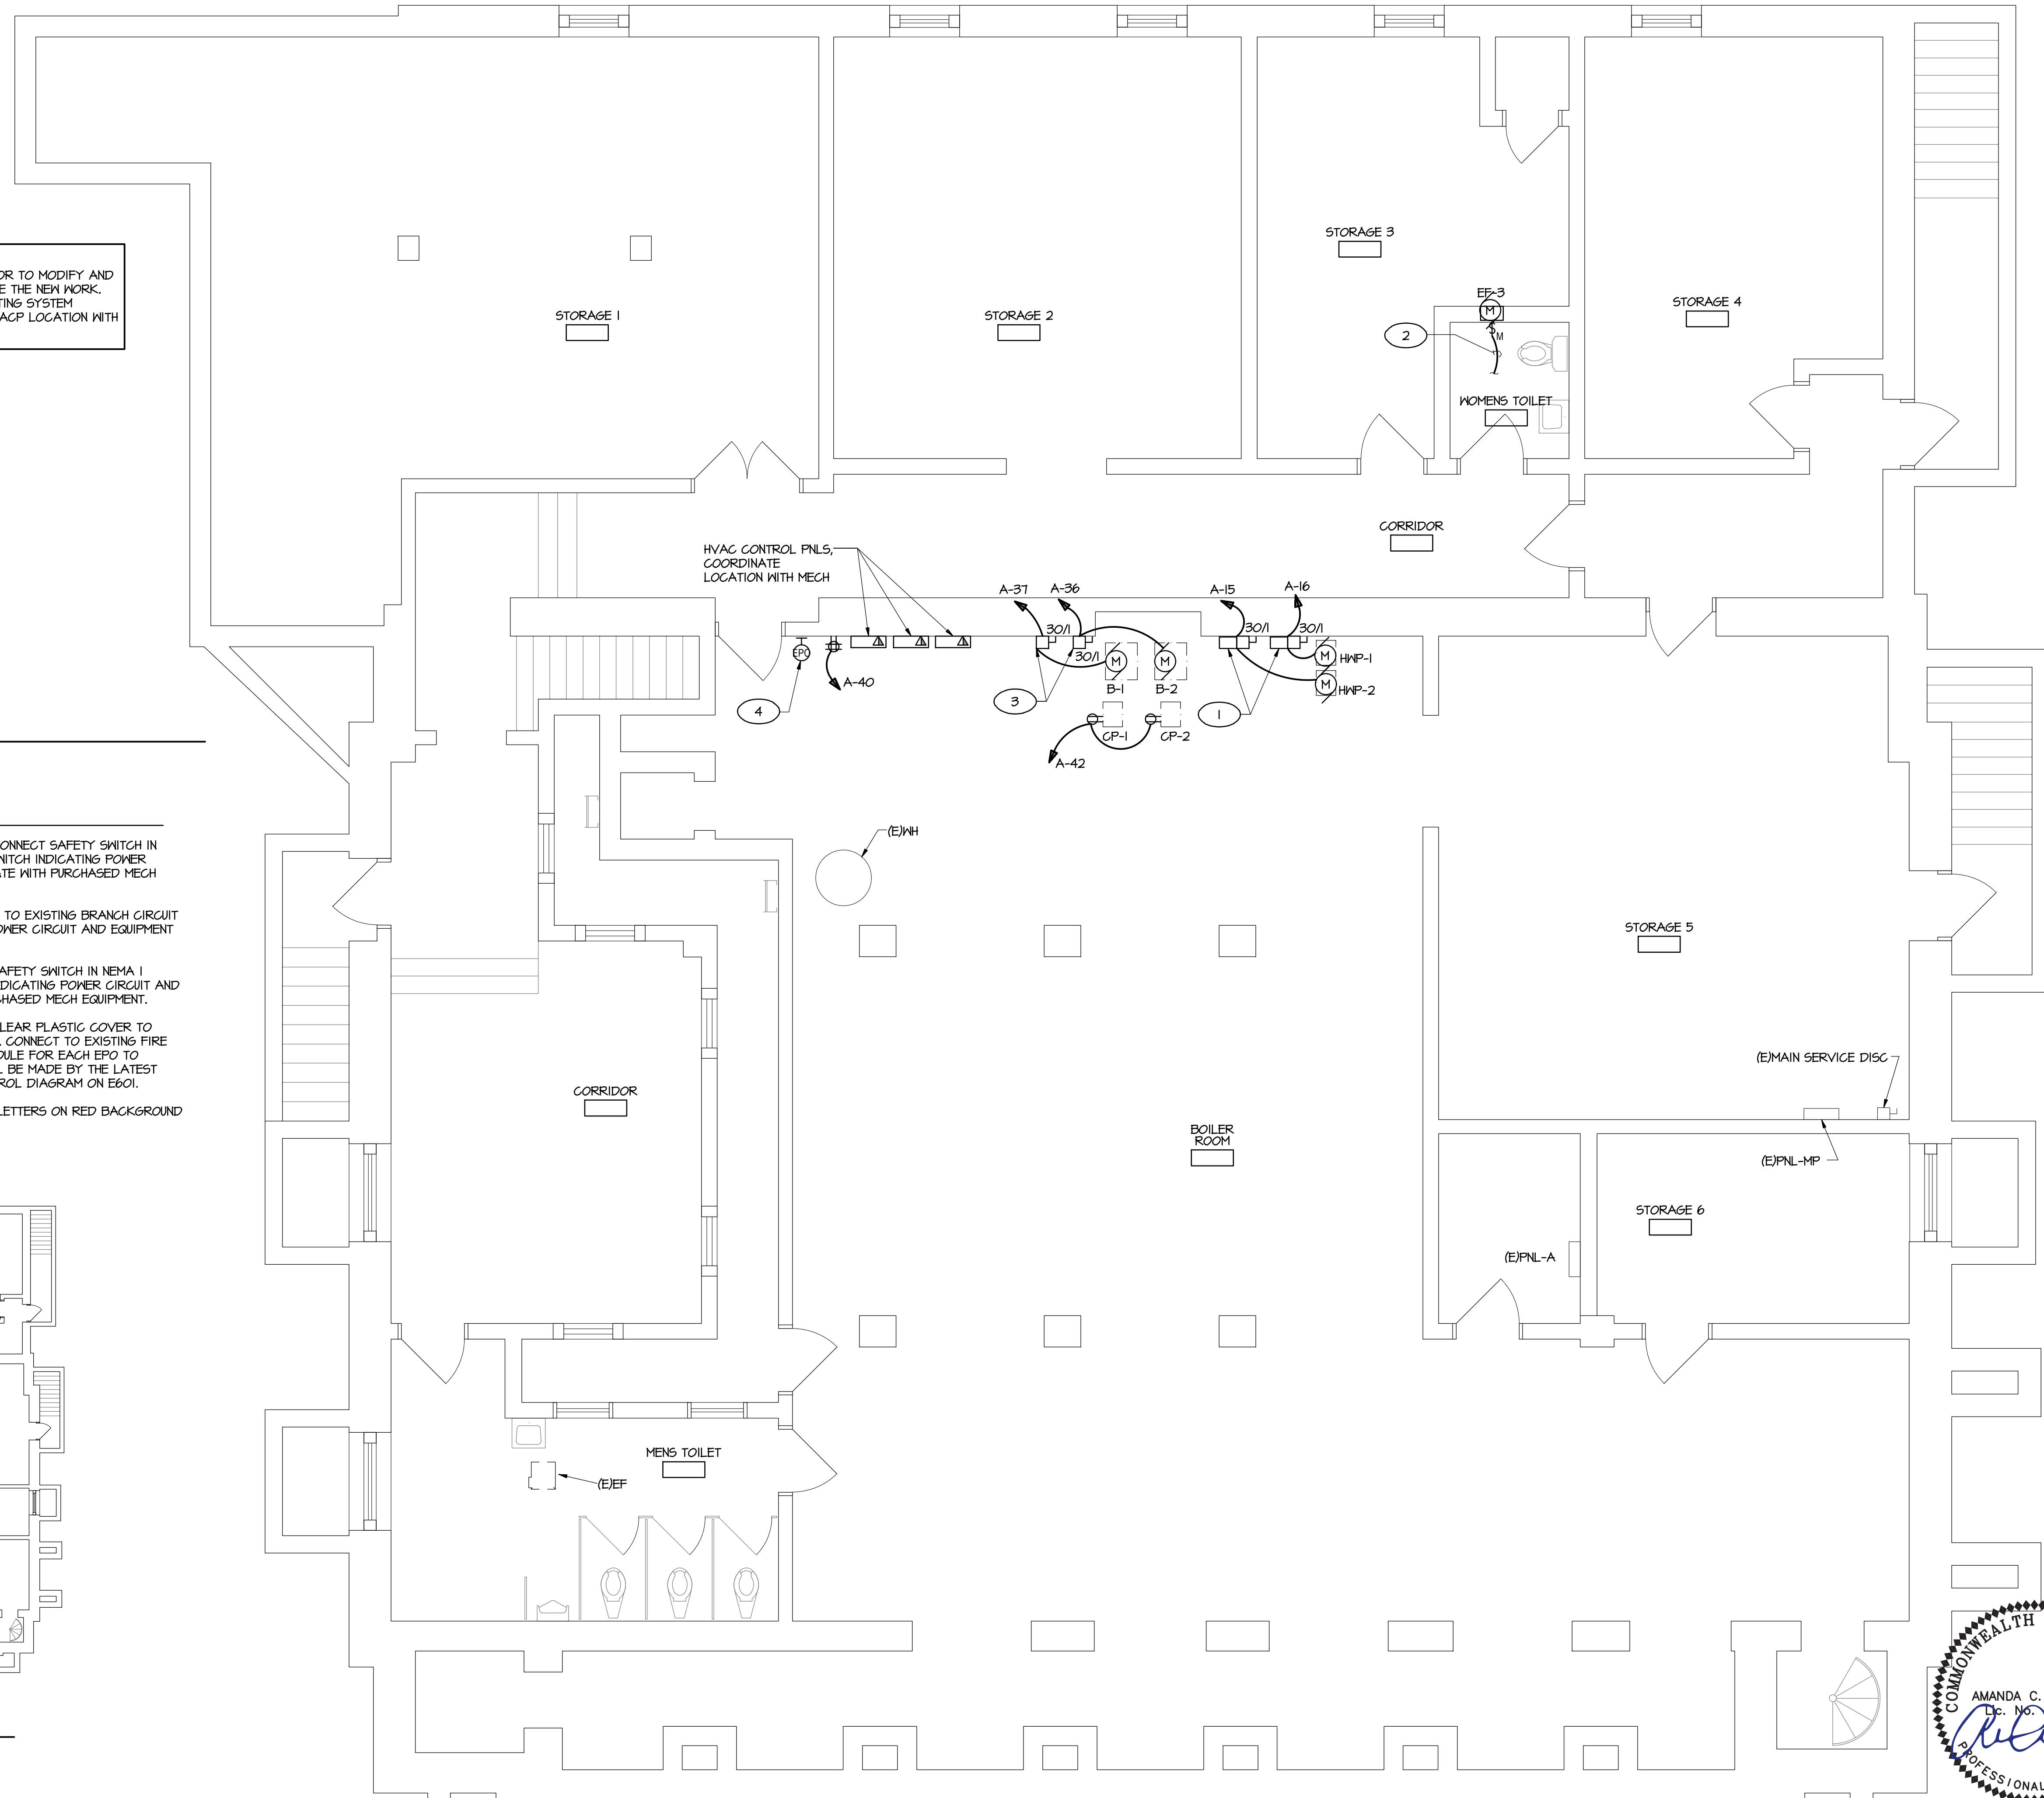 OR TO MODIFY AND
E THE NEW WORK.
TING SYSTEM
ACP LOCATION WITH
STORAGE 1
STORAGE 2
STORAGE 3
STORAGE 4
EF-3
M
$M
2
WOMENS TOILET
CORRIDOR
HVAC CONTROL PNLS,
COORDINATE
LOCATION WITH MECH
A-37
A-36
A-15
A-16
30/1
30/1
30/1
30/1
EPO
A-40
4
M
M
B-1
B-2
3
1
M
HWP-1
M
HWP-2
CP-1
CP-2
A-42
(E)WH
CONNECT SAFETY SWITCH IN
WITCH INDICATING POWER
ATE WITH PURCHASED MECH
TO EXISTING BRANCH CIRCUIT
OWER CIRCUIT AND EQUIPMENT
AFETY SWITCH IN NEMA 1
DICATING POWER CIRCUIT AND
CHASED MECH EQUIPMENT.
LEAR PLASTIC COVER TO
. CONNECT TO EXISTING FIRE
DULE FOR EACH EPO TO
L BE MADE BY THE LATEST
ROL DIAGRAM ON E601.
LETTERS ON RED BACKGROUND
STORAGE 5
(E)MAIN SERVICE DISC
CORRIDOR
BOILER
ROOM
(E)PNL-MP
STORAGE 6
(E)PNL-A
MENS TOILET
(E)EF
COMMONWEALTH
AMANDA C.
Lic. No.
PROFESSIONAL